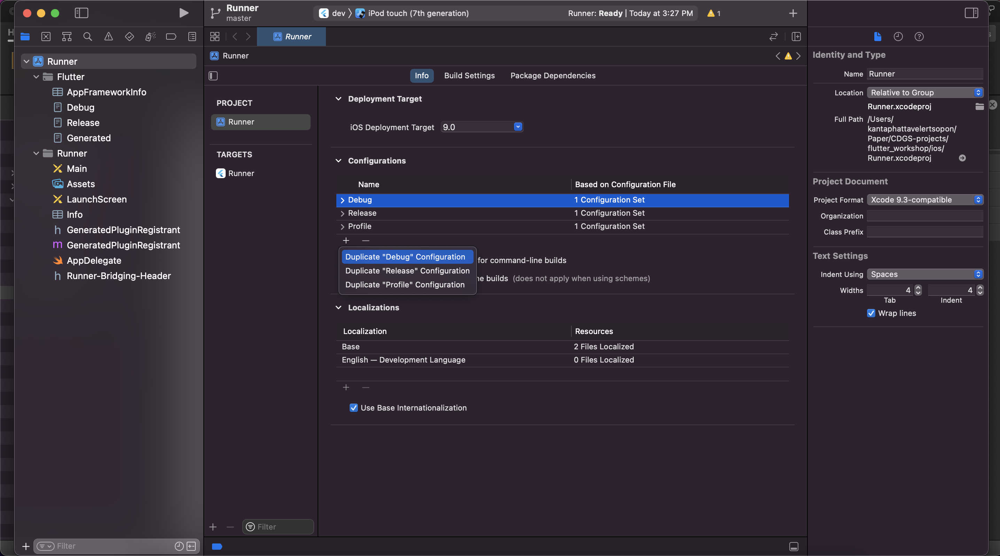 Runner
master
dev
iPod touch (7th generation)
Runner: Ready | Today at 3:27 PM
1
Runner
Runner
Flutter
AppFrameworkInfo
Debug
Release
Generated
Runner
Main
Assets
LaunchScreen
Info
GeneratedPluginRegistrant
GeneratedPluginRegistrant
AppDelegate
Runner-Bridging-Header
Filter
Runner
Info
Build Settings
Package Dependencies
PROJECT
Runner
TARGETS
Runner
Filter
Deployment Target
iOS Deployment Target
9.0
Configurations
Name
Based on Configuration File
Debug
1 Configuration Set
Release
1 Configuration Set
Profile
1 Configuration Set
Duplicate "Debug" Configuration
Duplicate "Release" Configuration
Duplicate "Profile" Configuration
for command-line builds
builds (does not apply when using schemes)
Localizations
Localization
Resources
Base
2 Files Localized
English — Development Language
0 Files Localized
Use Base Internationalization
Identity and Type
Name
Runner
Location
Relative to Group
Runner.xcodeproj
Full Path
/Users/
kantaphattavelertsopon/
Paper/CDGS-projects/
flutter_workshop/ios/
Runner.xcodeproj
Project Document
Project Format
Xcode 9.3-compatible
Organization
Class Prefix
Text Settings
Indent Using
Spaces
Widths
4
4
Tab
Indent
Wrap lines